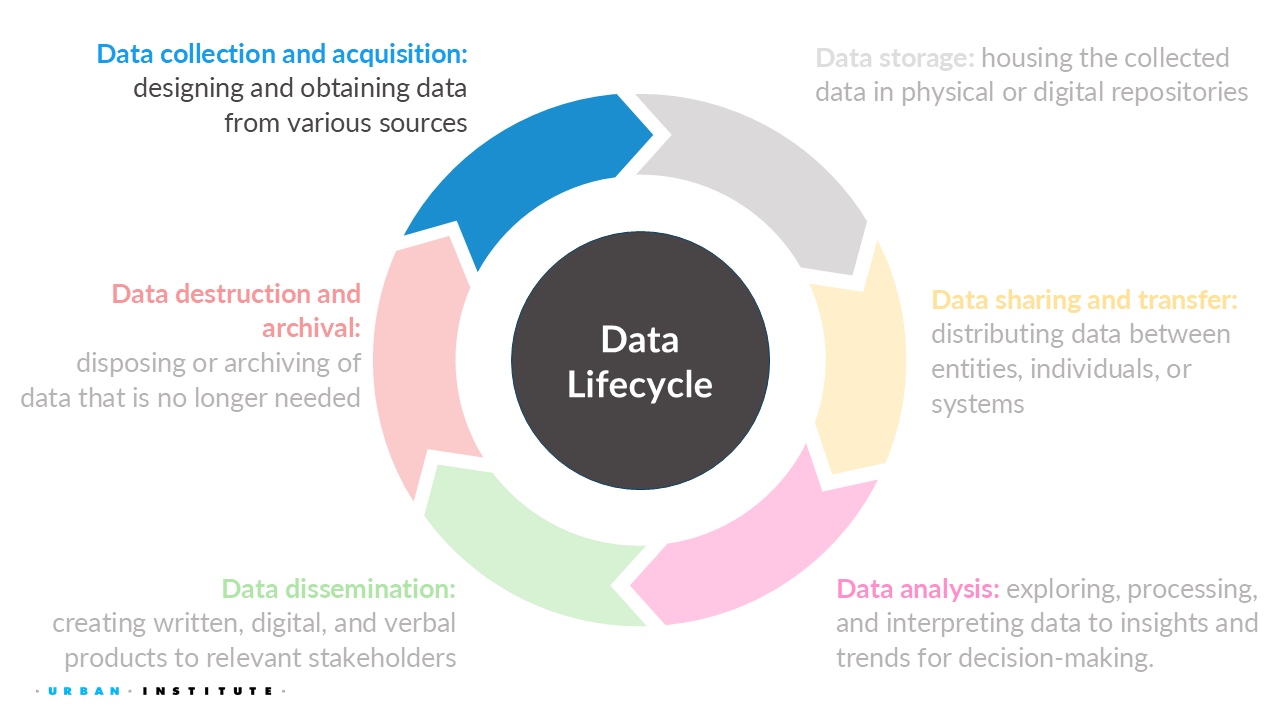 Data collection and acquisition:
designing and obtaining data
from various sources
Data storage: housing the collected
data in physical or digital repositories
Data sharing and transfer:
distributing data between
entities, individuals, or
systems
Data analysis: exploring, processing,
and interpreting data to insights and
trends for decision-making.
Data dissemination:
creating written, digital, and verbal
products to relevant stakeholders
Data destruction and
archival:
disposing or archiving of
data that is no longer needed
Data
Lifecycle
· URBAN · INSTITUTE ·